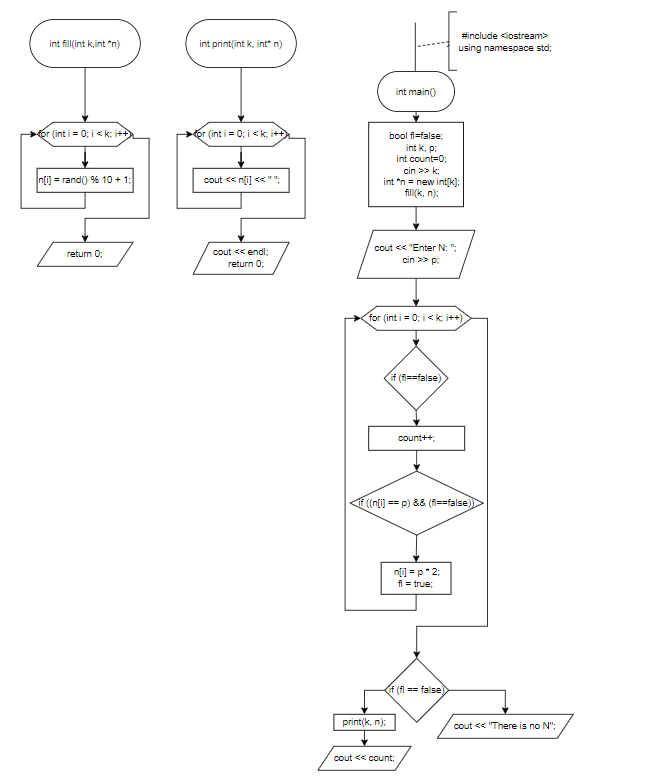 int fill(int k,int *n)
for (int i = 0; i < k; i++)
n[i] = rand() % 10 + 1;
return 0;
int print(int k, int* n)
for (int i = 0; i < k; i++)
cout << n[i] << " ";
cout << endl;
return 0;
#include <iostream>
using namespace std;
int main()
bool fl=false;
int k, p;
int count=0;
cin >> k;
int *n = new int[k];
fill(k, n);
cout << "Enter N: ";
cin >> p;
for (int i = 0; i < k; i++)
if (fl==false)
count++;
if ((n[i] == p) && (fl==false))
n[i] = p * 2;
fl = true;
if (fl == false)
print(k, n);
cout << count;
cout << "There is no N";